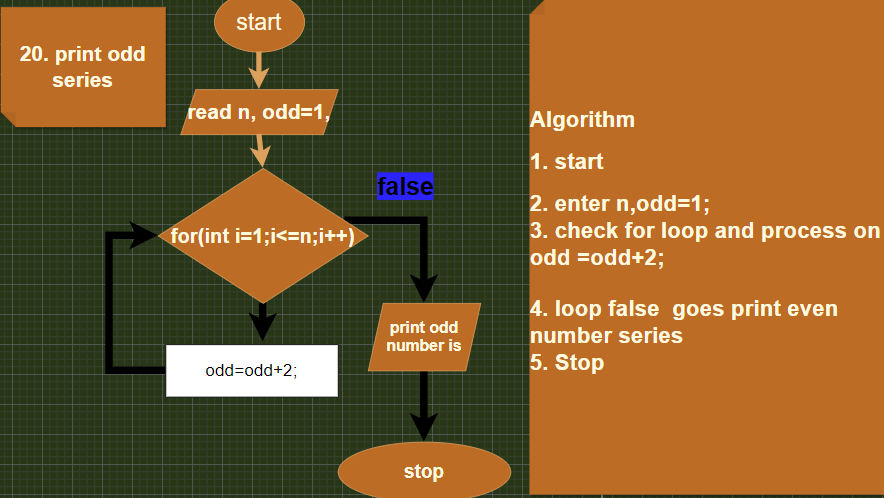 20. print odd
series
start
read n, odd=1,
for(int i=1;i<=n;i++)
false
odd=odd+2;
print odd
number is
stop
Algorithm
1. start
2. enter n,odd=1;
3. check for loop and process on
odd =odd+2;
4. loop false  goes print even
number series
5. Stop